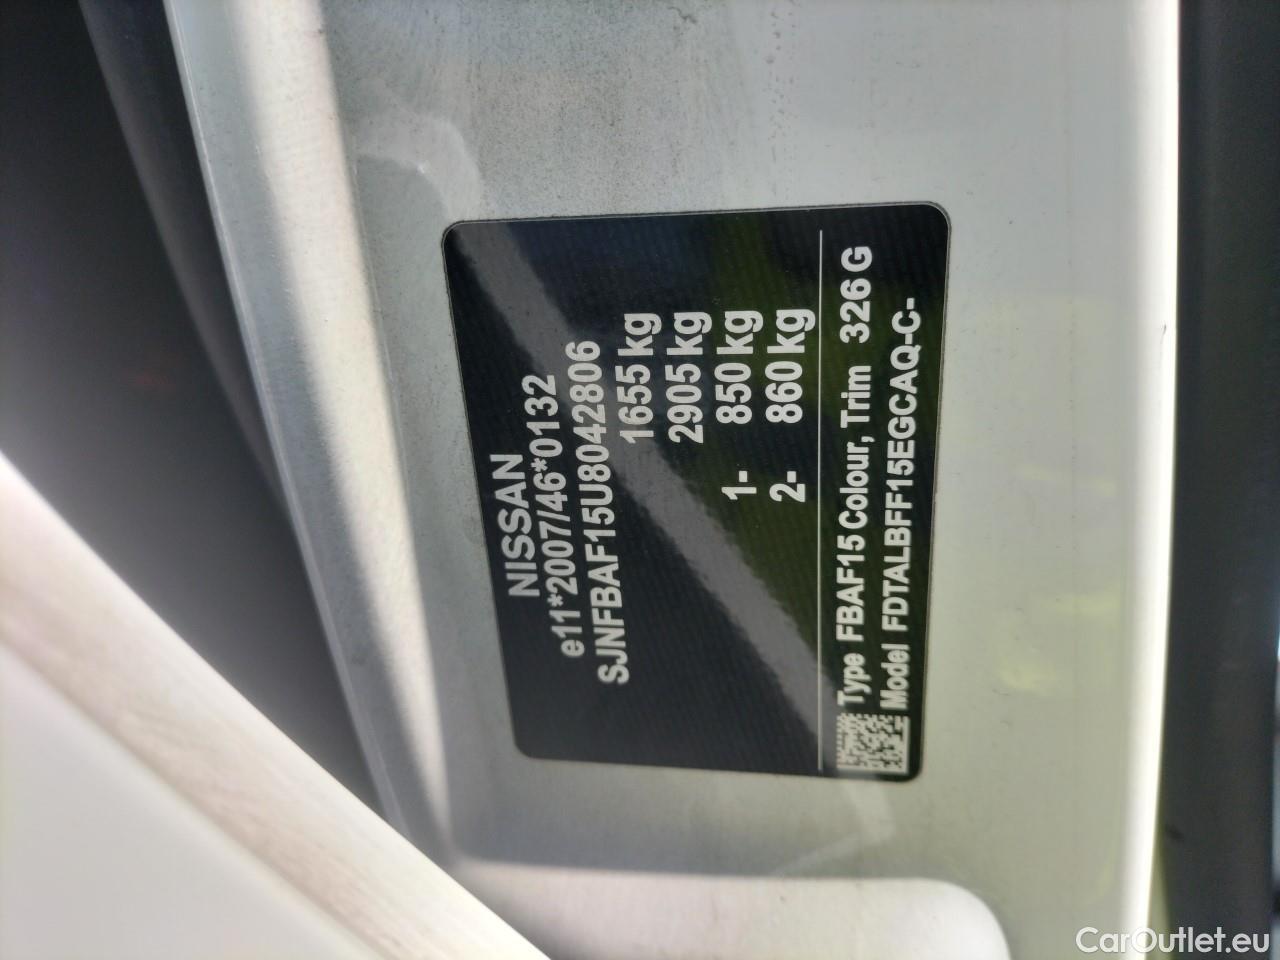 NISSAN
e11*2007/46*0132
SJNFBAF15U8042806
1655 kg
2905 kg
1- 850 kg
2- 860 kg
Type FBAF15 Colour, Trim 326 G
Model FDTALBFF15EGCAQ-C-
CarOutlet.eu